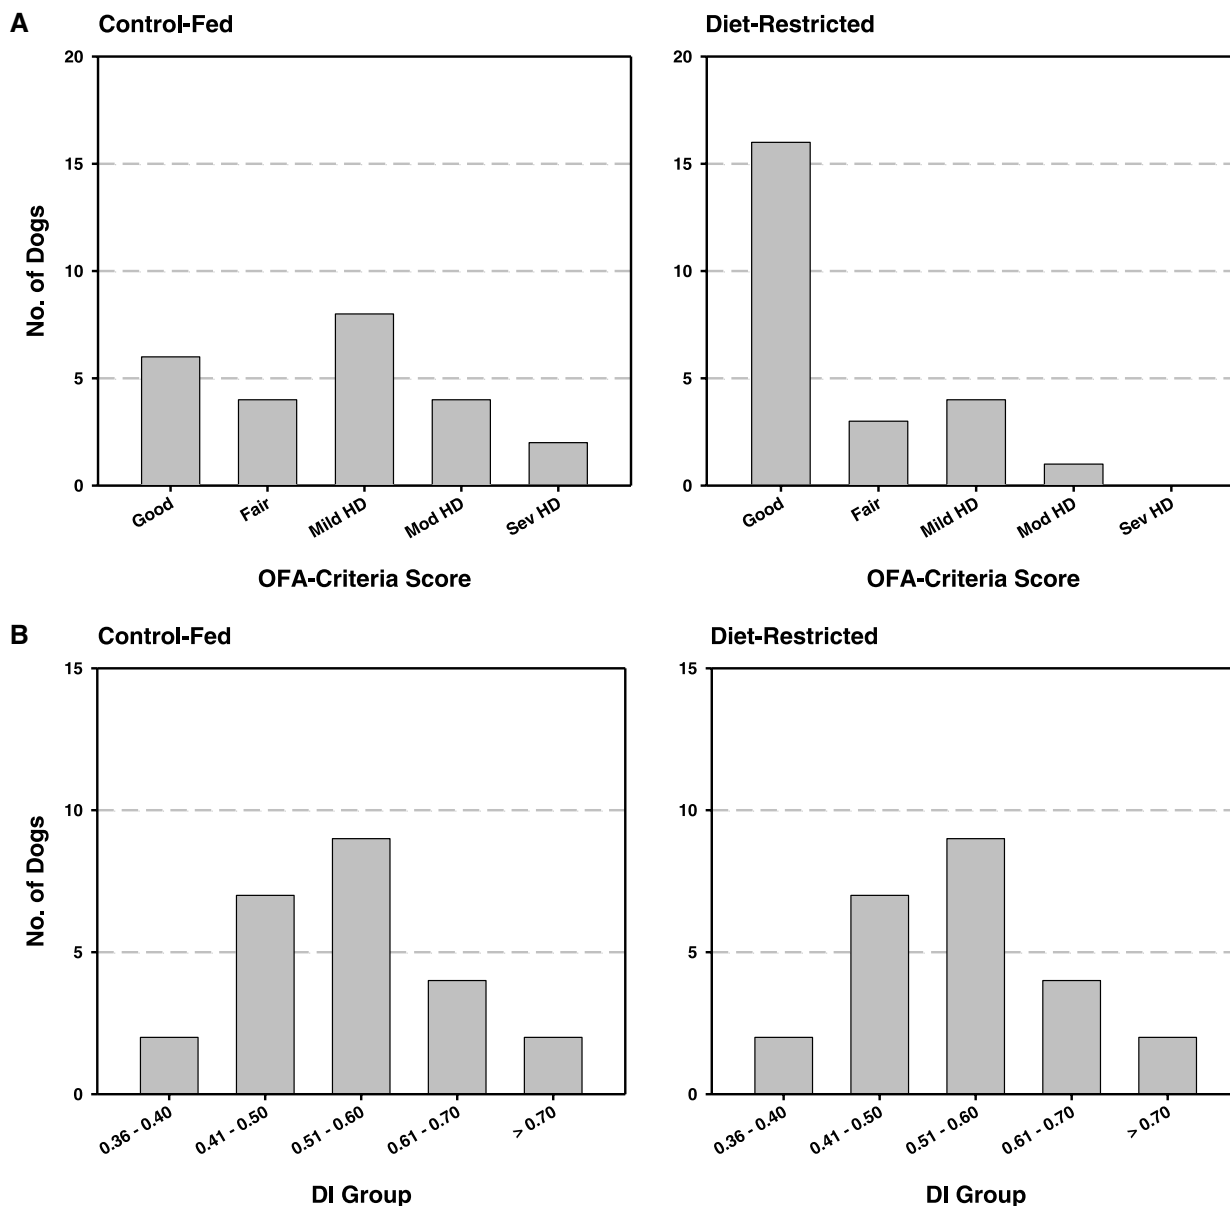 A
Control-Fed
Diet-Restricted
No. of Dogs
20
15
10
5
0
Good
Fair
Mild HD
Mod HD
Sev HD
OFA-Criteria Score
20
15
10
5
0
Good
Fair
Mild HD
Mod HD
Sev HD
OFA-Criteria Score
B
Control-Fed
Diet-Restricted
No. of Dogs
15
10
5
0
0.36 - 0.40
0.41 - 0.50
0.51 - 0.60
0.61 - 0.70
> 0.70
DI Group
15
10
5
0
0.36 - 0.40
0.41 - 0.50
0.51 - 0.60
0.61 - 0.70
> 0.70
DI Group